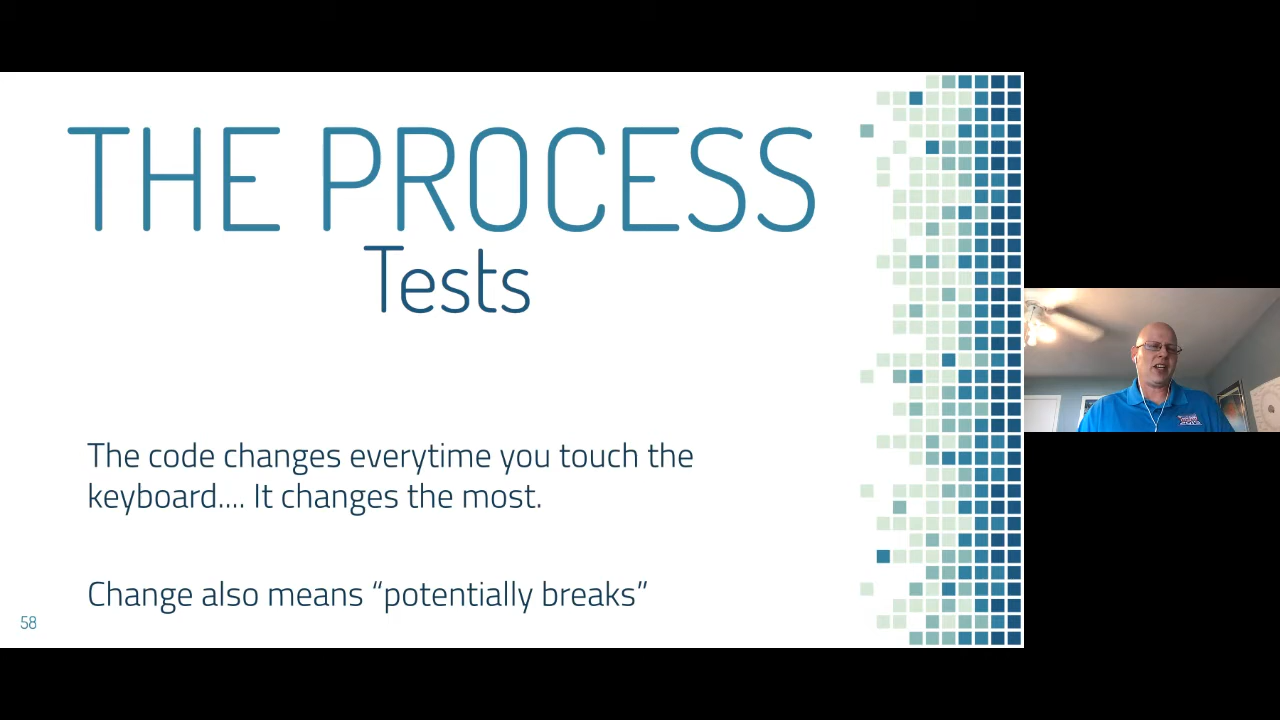 THE PROCESS
Tests
The code changes everytime you touch the
keyboard.... It changes the most.
Change also means “potentially breaks”
58